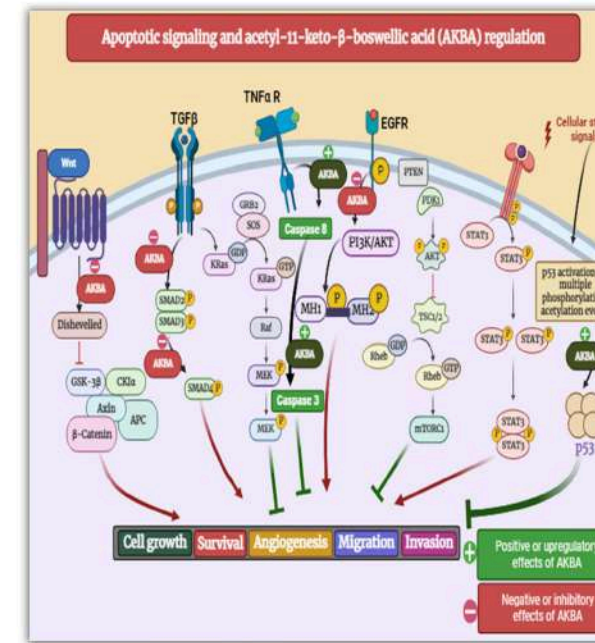 Apoptotic signaling and acetyl-11-keto-β-boswellic acid (AKBA) regulation
TNFα R
TGFβ
EGFR
Cellular st
signal
Wnt
P
PTEN
AKBA
GRB2
SOS
PDK1
P
P
P
P
AKBA
Caspase 8
AKBA
PI3K/AKT
STAT3
STAT3
P
KRas
GDP
KRas
GTP
P
AKT
P
AKBA
AKBA
SMAD2
P
SMAD3
P
p53 activation
multiple
phosphorylati
acetylation eve
Dishevelled
MH1
P
MH2
P
TSC1/2
Raf
STAT3
P
STAT3
P
AKBA
AKBA
AKBA
Rheb
GDP
Rheb
GTP
GSK-3β
CKIα
Axin
APC
β-Catenin
SMAD4
P
MEK
P
Caspase 3
MEK
P
mTORC1
STAT3
P
P
STAT3
p53
Cell growth
Survival
Angiogenesis
Migration
Invasion
Positive or upregulatory
effects of AKBA
Negative or inhibitory
effects of AKBA